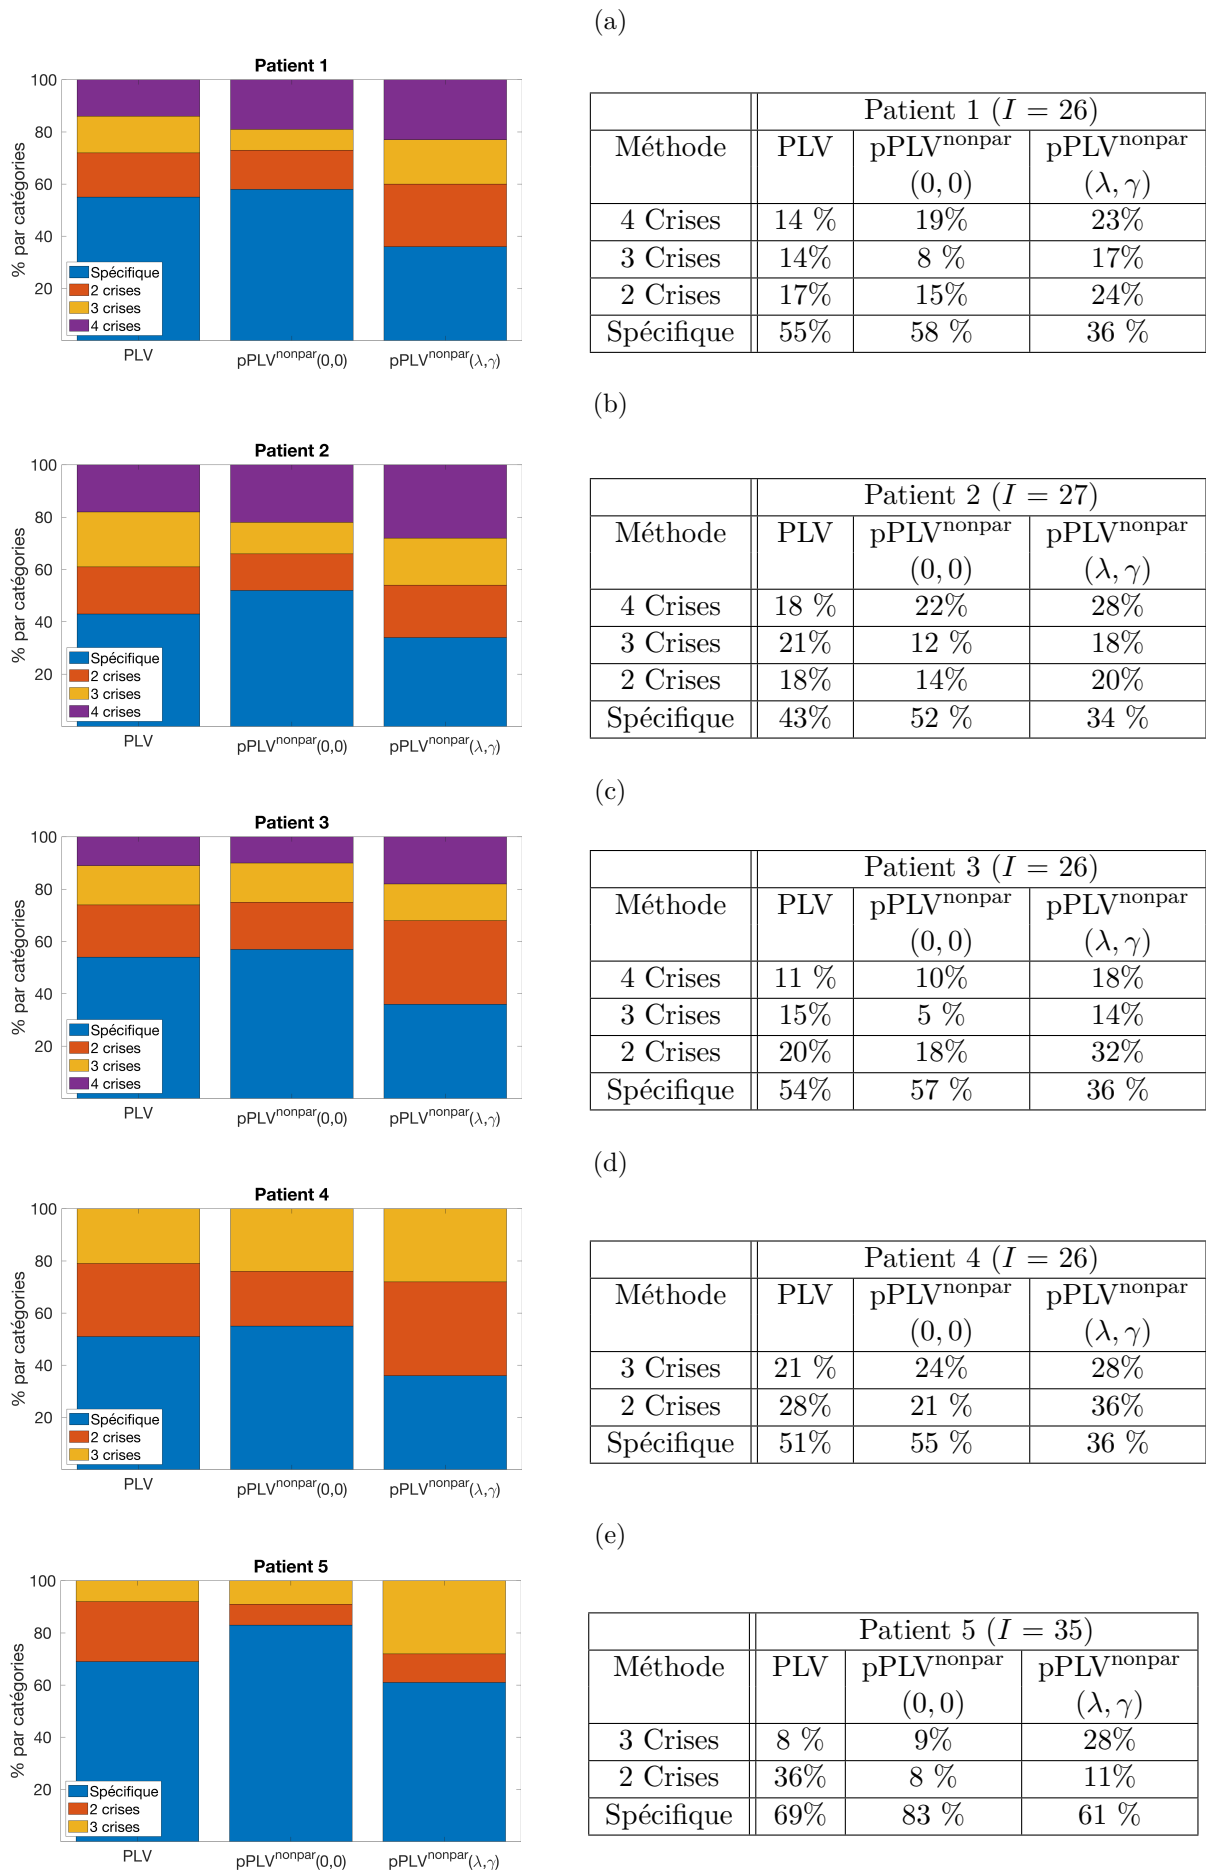 (a)
Patient 1
% par catégories
100
80
60
40
20
Spécifique
2 crises
3 crises
4 crises
PLV
pPLVnonpar(0,0)
pPLVnonpar(λ,γ)
Patient 1 (I = 26)
Méthode PLV pPLVnonpar pPLVnonpar
(0, 0) (λ, γ)
4 Crises 14 % 19% 23%
3 Crises 14% 8 % 17%
2 Crises 17% 15% 24%
Spécifique 55% 58 % 36 %
(b)
Patient 2
% par catégories
100
80
60
40
20
Spécifique
2 crises
3 crises
4 crises
PLV
pPLVnonpar(0,0)
pPLVnonpar(λ,γ)
Patient 2 (I = 27)
Méthode PLV pPLVnonpar pPLVnonpar
(0, 0) (λ, γ)
4 Crises 18 % 22% 28%
3 Crises 21% 12 % 18%
2 Crises 18% 14% 20%
Spécifique 43% 52 % 34 %
(c)
Patient 3
% par catégories
100
80
60
40
20
Spécifique
2 crises
3 crises
4 crises
PLV
pPLVnonpar(0,0)
pPLVnonpar(λ,γ)
Patient 3 (I = 26)
Méthode PLV pPLVnonpar pPLVnonpar
(0, 0) (λ, γ)
4 Crises 11 % 10% 18%
3 Crises 15% 5 % 14%
2 Crises 20% 18% 32%
Spécifique 54% 57 % 36 %
(d)
Patient 4
% par catégories
100
80
60
40
20
Spécifique
2 crises
3 crises
PLV
pPLVnonpar(0,0)
pPLVnonpar(λ,γ)
Patient 4 (I = 26)
Méthode PLV pPLVnonpar pPLVnonpar
(0, 0) (λ, γ)
3 Crises 21 % 24% 28%
2 Crises 28% 21 % 36%
Spécifique 51% 55 % 36 %
(e)
Patient 5
% par catégories
100
80
60
40
20
Spécifique
2 crises
3 crises
PLV
pPLVnonpar(0,0)
pPLVnonpar(λ,γ)
Patient 5 (I = 35)
Méthode PLV pPLVnonpar pPLVnonpar
(0, 0) (λ, γ)
3 Crises 8 % 9% 28%
2 Crises 36% 8 % 11%
Spécifique 69% 83 % 61 %